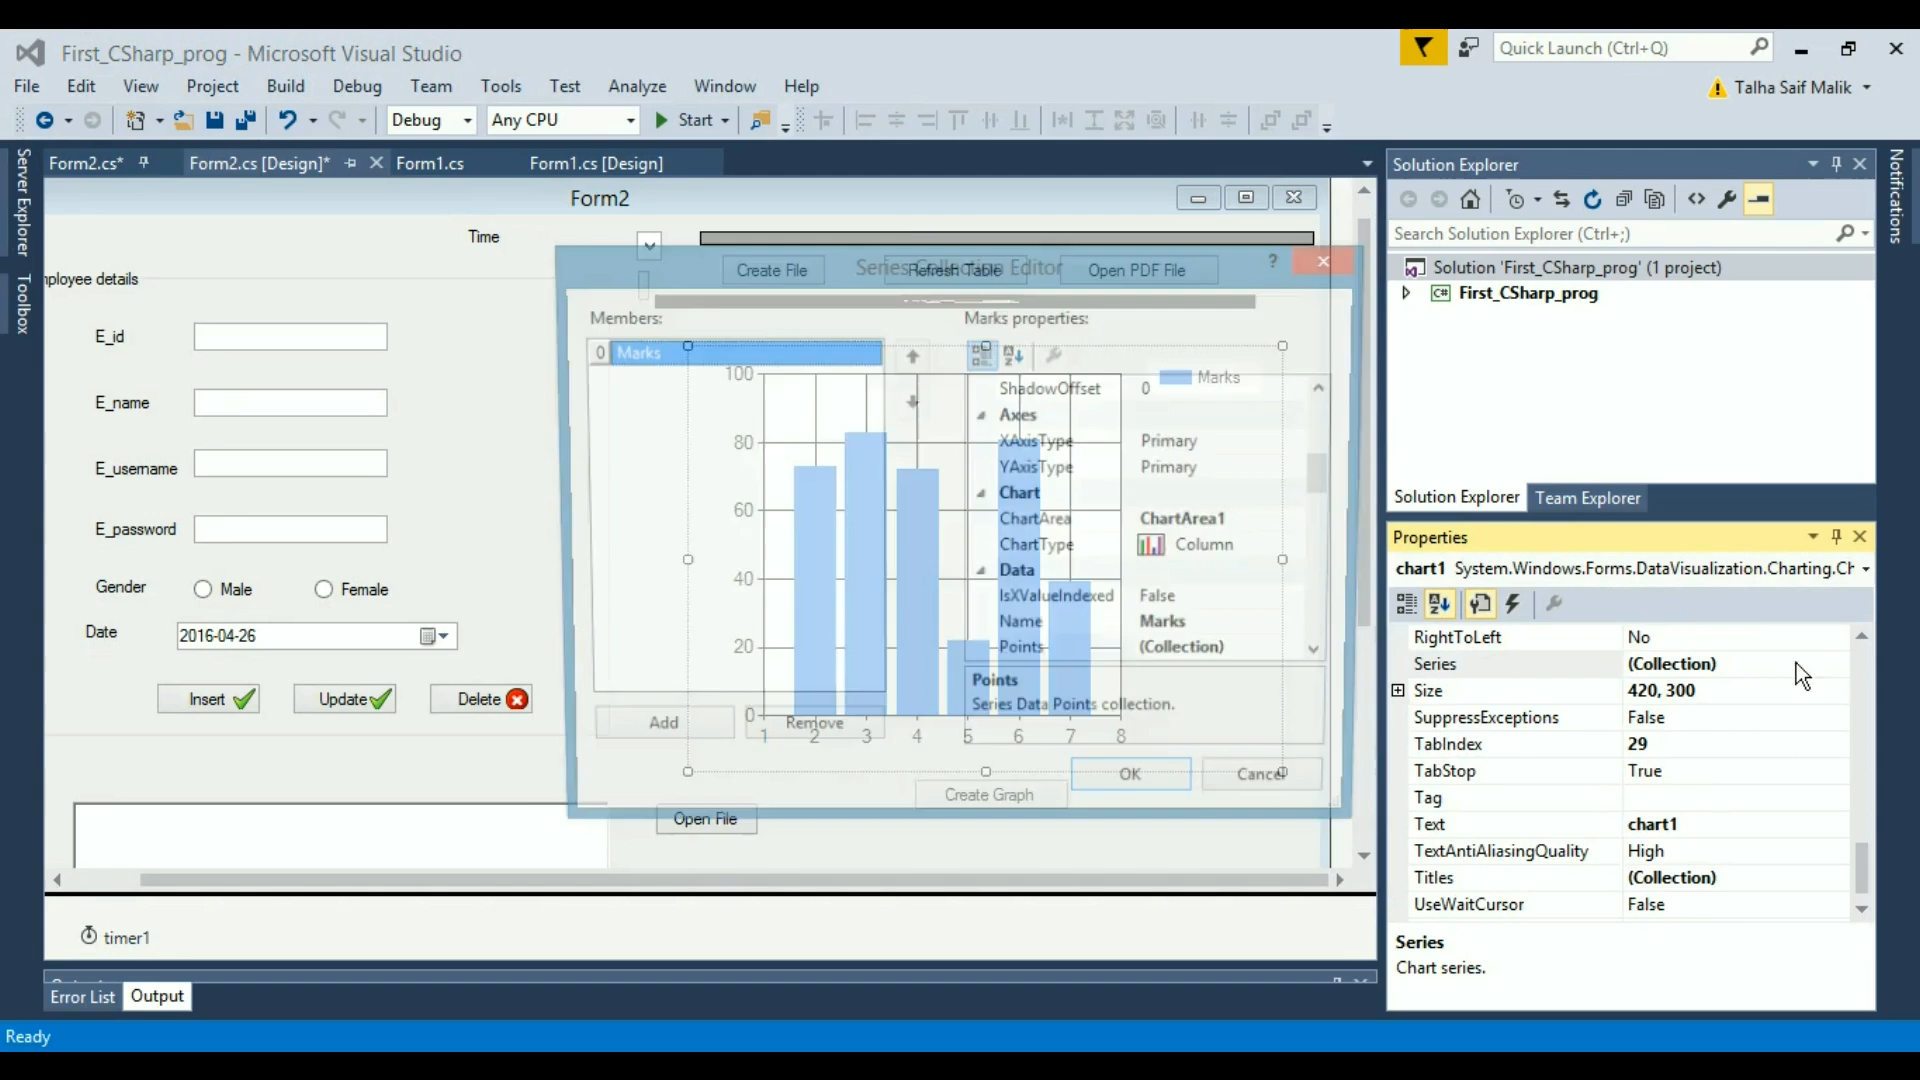 First_CSharp_prog - Microsoft Visual Studio
Quick Launch (Ctrl+Q)
File Edit View Project Build Debug Team Tools Test Analyze Window Help
Talha Saif Malik
Debug Any CPU Start
Server Explorer
Toolbox
Form2.cs* Form2.cs [Design]* Form1.cs Form1.cs [Design]
Form2
Time
Create File Refresh Table Open PDF File
Series Collection Editor
?
mployee details
E_id
E_name
E_username
E_password
Gender Male Female
Date 2016-04-26
Insert Update Delete
Members:
0 Marks
Add Remove
Marks properties:
ShadowOffset 0
Axes
XAxisType Primary
YAxisType Primary
Chart
ChartArea ChartArea1
ChartType Column
Data
IsXValueIndexed False
Name Marks
Points (Collection)
Points
Series Data Points collection.
OK Cancel
Marks
100
80
60
40
20
0
1 2 3 4 5 6 7 8
Create Graph
Open File
timer1
Error List Output
Ready
Solution Explorer
Search Solution Explorer (Ctrl+;)
Solution 'First_CSharp_prog' (1 project)
C# First_CSharp_prog
Solution Explorer Team Explorer
Properties
chart1 System.Windows.Forms.DataVisualization.Charting.Ch
RightToLeft No
Series (Collection)
Size 420, 300
SuppressExceptions False
TabIndex 29
TabStop True
Tag
Text chart1
TextAntiAliasingQuality High
Titles (Collection)
UseWaitCursor False
Series
Chart series.
Notifications